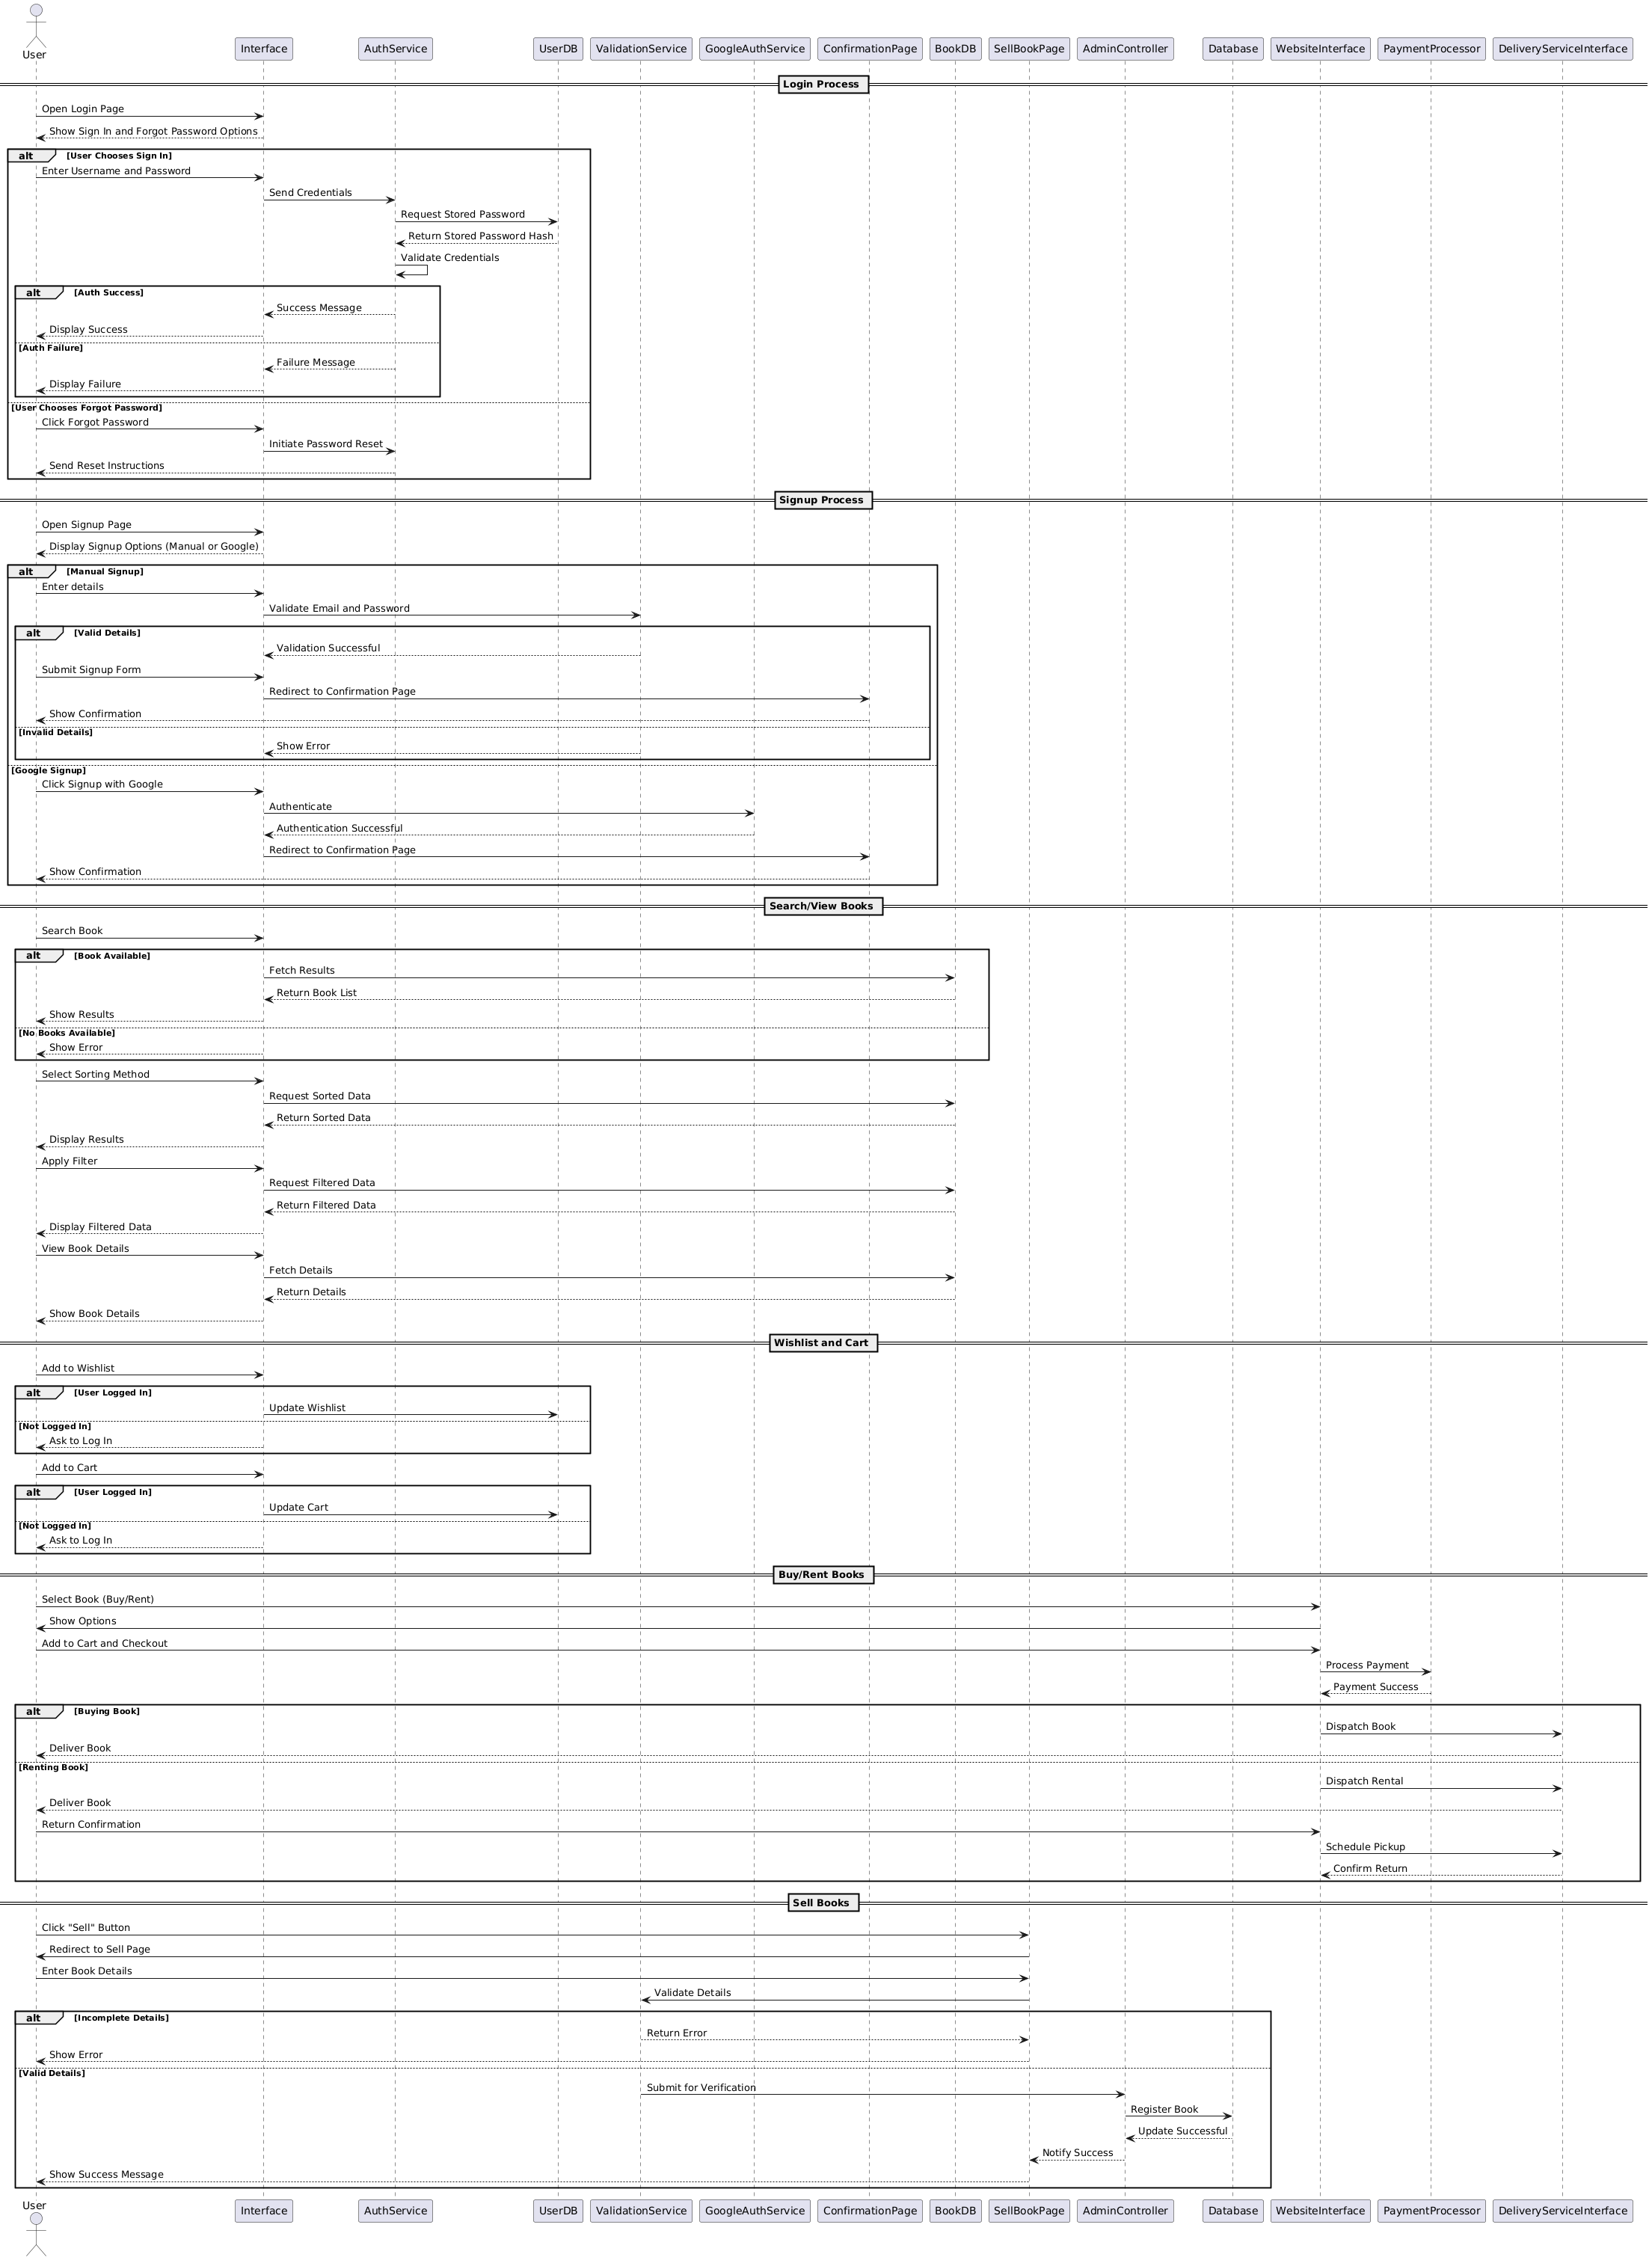 User
Interface
AuthService
UserDB
ValidationService
GoogleAuthService
ConfirmationPage
BookDB
SellBookPage
AdminController
Database
WebsiteInterface
PaymentProcessor
DeliveryServiceInterface
Login Process
Open Login Page
Show Sign In and Forgot Password Options
alt [User Chooses Sign In]
Enter Username and Password
Send Credentials
Request Stored Password
Return Stored Password Hash
Validate Credentials
alt [Auth Success]
Success Message
Display Success
[Auth Failure]
Failure Message
Display Failure
[User Chooses Forgot Password]
Click Forgot Password
Initiate Password Reset
Send Reset Instructions
Signup Process
Open Signup Page
Display Signup Options (Manual or Google)
alt [Manual Signup]
Enter details
Validate Email and Password
alt [Valid Details]
Validation Successful
Submit Signup Form
Redirect to Confirmation Page
Show Confirmation
[Invalid Details]
Show Error
[Google Signup]
Click Signup with Google
Authenticate
Authentication Successful
Redirect to Confirmation Page
Show Confirmation
Search/View Books
Search Book
alt [Book Available]
Fetch Results
Return Book List
Show Results
[No Books Available]
Show Error
Select Sorting Method
Request Sorted Data
Return Sorted Data
Display Results
Apply Filter
Request Filtered Data
Return Filtered Data
Display Filtered Data
View Book Details
Fetch Details
Return Details
Show Book Details
Wishlist and Cart
Add to Wishlist
alt [User Logged In]
Update Wishlist
[Not Logged In]
Ask to Log In
Add to Cart
alt [User Logged In]
Update Cart
[Not Logged In]
Ask to Log In
Buy/Rent Books
Select Book (Buy/Rent)
Show Options
Add to Cart and Checkout
Process Payment
Payment Success
alt [Buying Book]
Dispatch Book
Deliver Book
[Renting Book]
Dispatch Rental
Deliver Book
Return Confirmation
Schedule Pickup
Confirm Return
Sell Books
Click "Sell" Button
Redirect to Sell Page
Enter Book Details
Validate Details
alt [Incomplete Details]
Return Error
Show Error
[Valid Details]
Submit for Verification
Register Book
Update Successful
Notify Success
Show Success Message
User
Interface
AuthService
UserDB
ValidationService
GoogleAuthService
ConfirmationPage
BookDB
SellBookPage
AdminController
Database
WebsiteInterface
PaymentProcessor
DeliveryServiceInterface